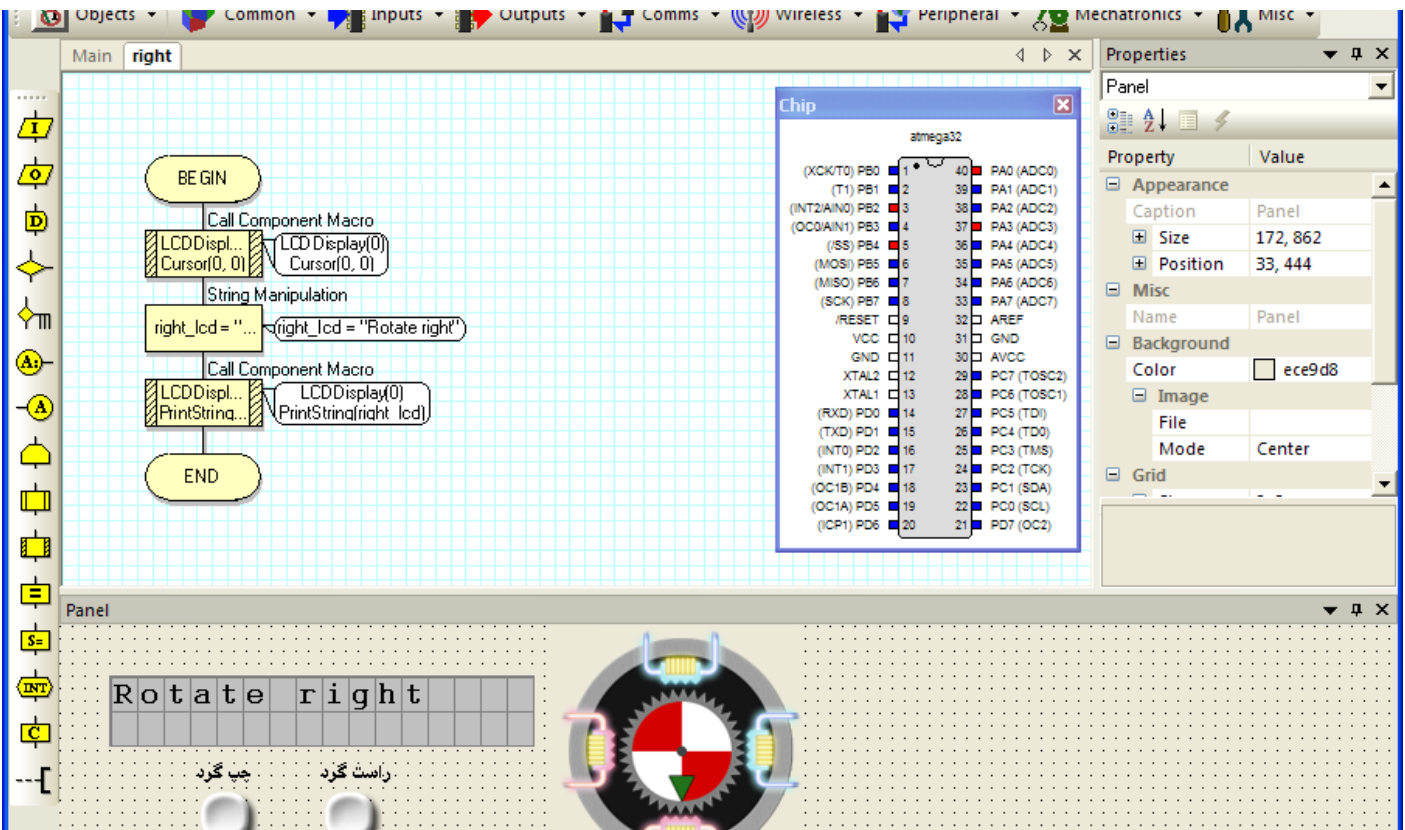 Objects Common Inputs Outputs Comms Wireless Peripheral Mechatronics Misc
Main right
BEGIN
Call Component Macro
LCDDispl... LCD Display(0)
Cursor(0, 0) Cursor(0, 0)
String Manipulation
right_lcd = "... right_lcd = "Rotate right"
Call Component Macro
LCDDispl... LCDDisplay(0)
PrintString... PrintString(right_lcd)
END
Chip
atmega32
(XCK/T0) PB0 1 40 PA0 (ADC0)
(T1) PB1 2 39 PA1 (ADC1)
(INT2/AIN0) PB2 3 38 PA2 (ADC2)
(OC0/AIN1) PB3 4 37 PA3 (ADC3)
(/SS) PB4 5 36 PA4 (ADC4)
(MOSI) PB5 6 35 PA5 (ADC5)
(MISO) PB6 7 34 PA6 (ADC6)
(SCK) PB7 8 33 PA7 (ADC7)
/RESET 9 32 AREF
VCC 10 31 GND
GND 11 30 AVCC
XTAL2 12 29 PC7 (TOSC2)
XTAL1 13 28 PC6 (TOSC1)
(RXD) PD0 14 27 PC5 (TDI)
(TXD) PD1 15 26 PC4 (TD0)
(INT0) PD2 16 25 PC3 (TMS)
(INT1) PD3 17 24 PC2 (TCK)
(OC1B) PD4 18 23 PC1 (SDA)
(OC1A) PD5 19 22 PC0 (SCL)
(ICP1) PD6 20 21 PD7 (OC2)
Properties
Panel
Property Value
Appearance
Caption Panel
Size 172, 862
Position 33, 444
Misc
Name Panel
Background
Color ece9d8
Image
File
Mode Center
Grid
I
O
D
A:
A
=
S=
INT
C
Panel
Rotate right
چپ گرد راست گرد